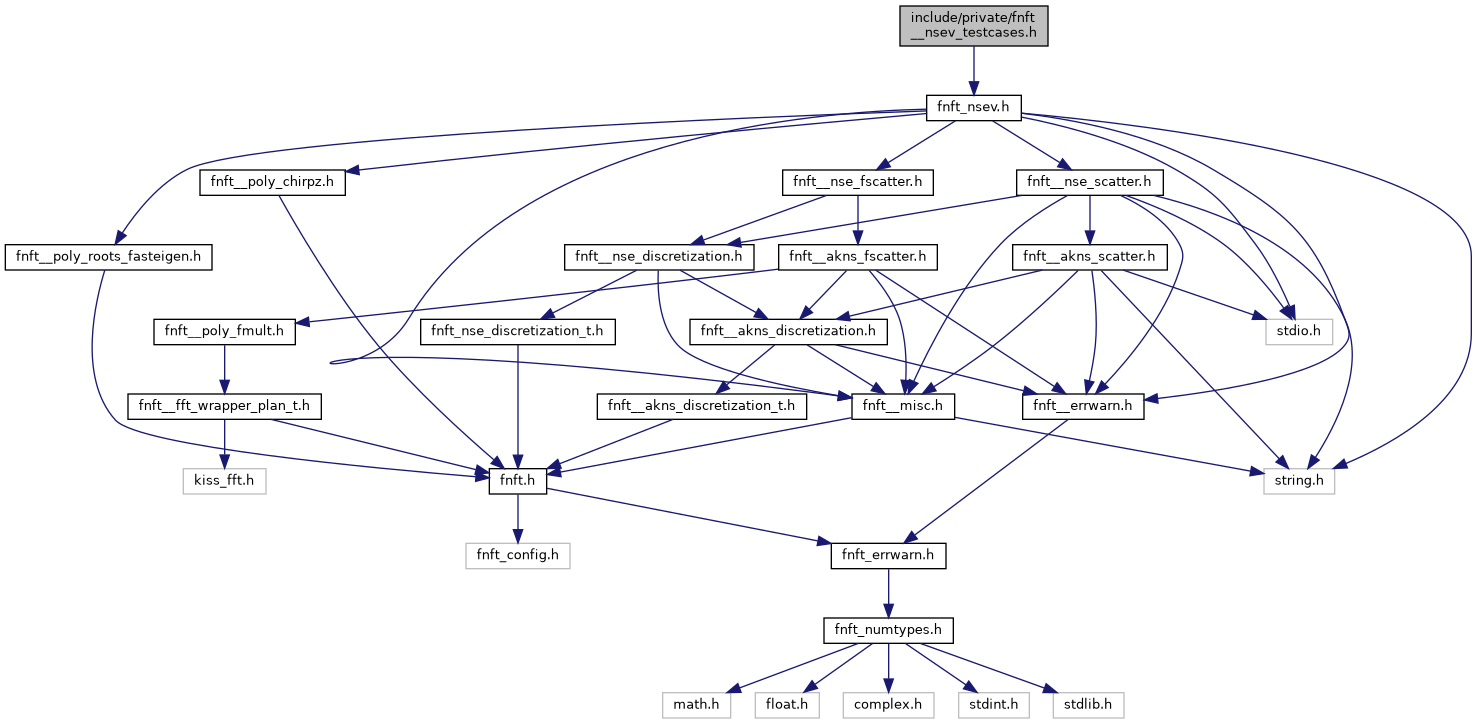 include/private/fnft
__nsev_testcases.h
fnft_nsev.h
fnft__poly_chirpz.h
fnft__nse_fscatter.h
fnft__nse_scatter.h
fnft__poly_roots_fasteigen.h
fnft__nse_discretization.h
fnft__akns_fscatter.h
fnft__akns_scatter.h
fnft__poly_fmult.h
fnft_nse_discretization_t.h
fnft__akns_discretization.h
stdio.h
fnft__fft_wrapper_plan_t.h
fnft__akns_discretization_t.h
fnft__misc.h
fnft__errwarn.h
kiss_fft.h
fnft.h
string.h
fnft_config.h
fnft_errwarn.h
fnft_numtypes.h
math.h
float.h
complex.h
stdint.h
stdlib.h